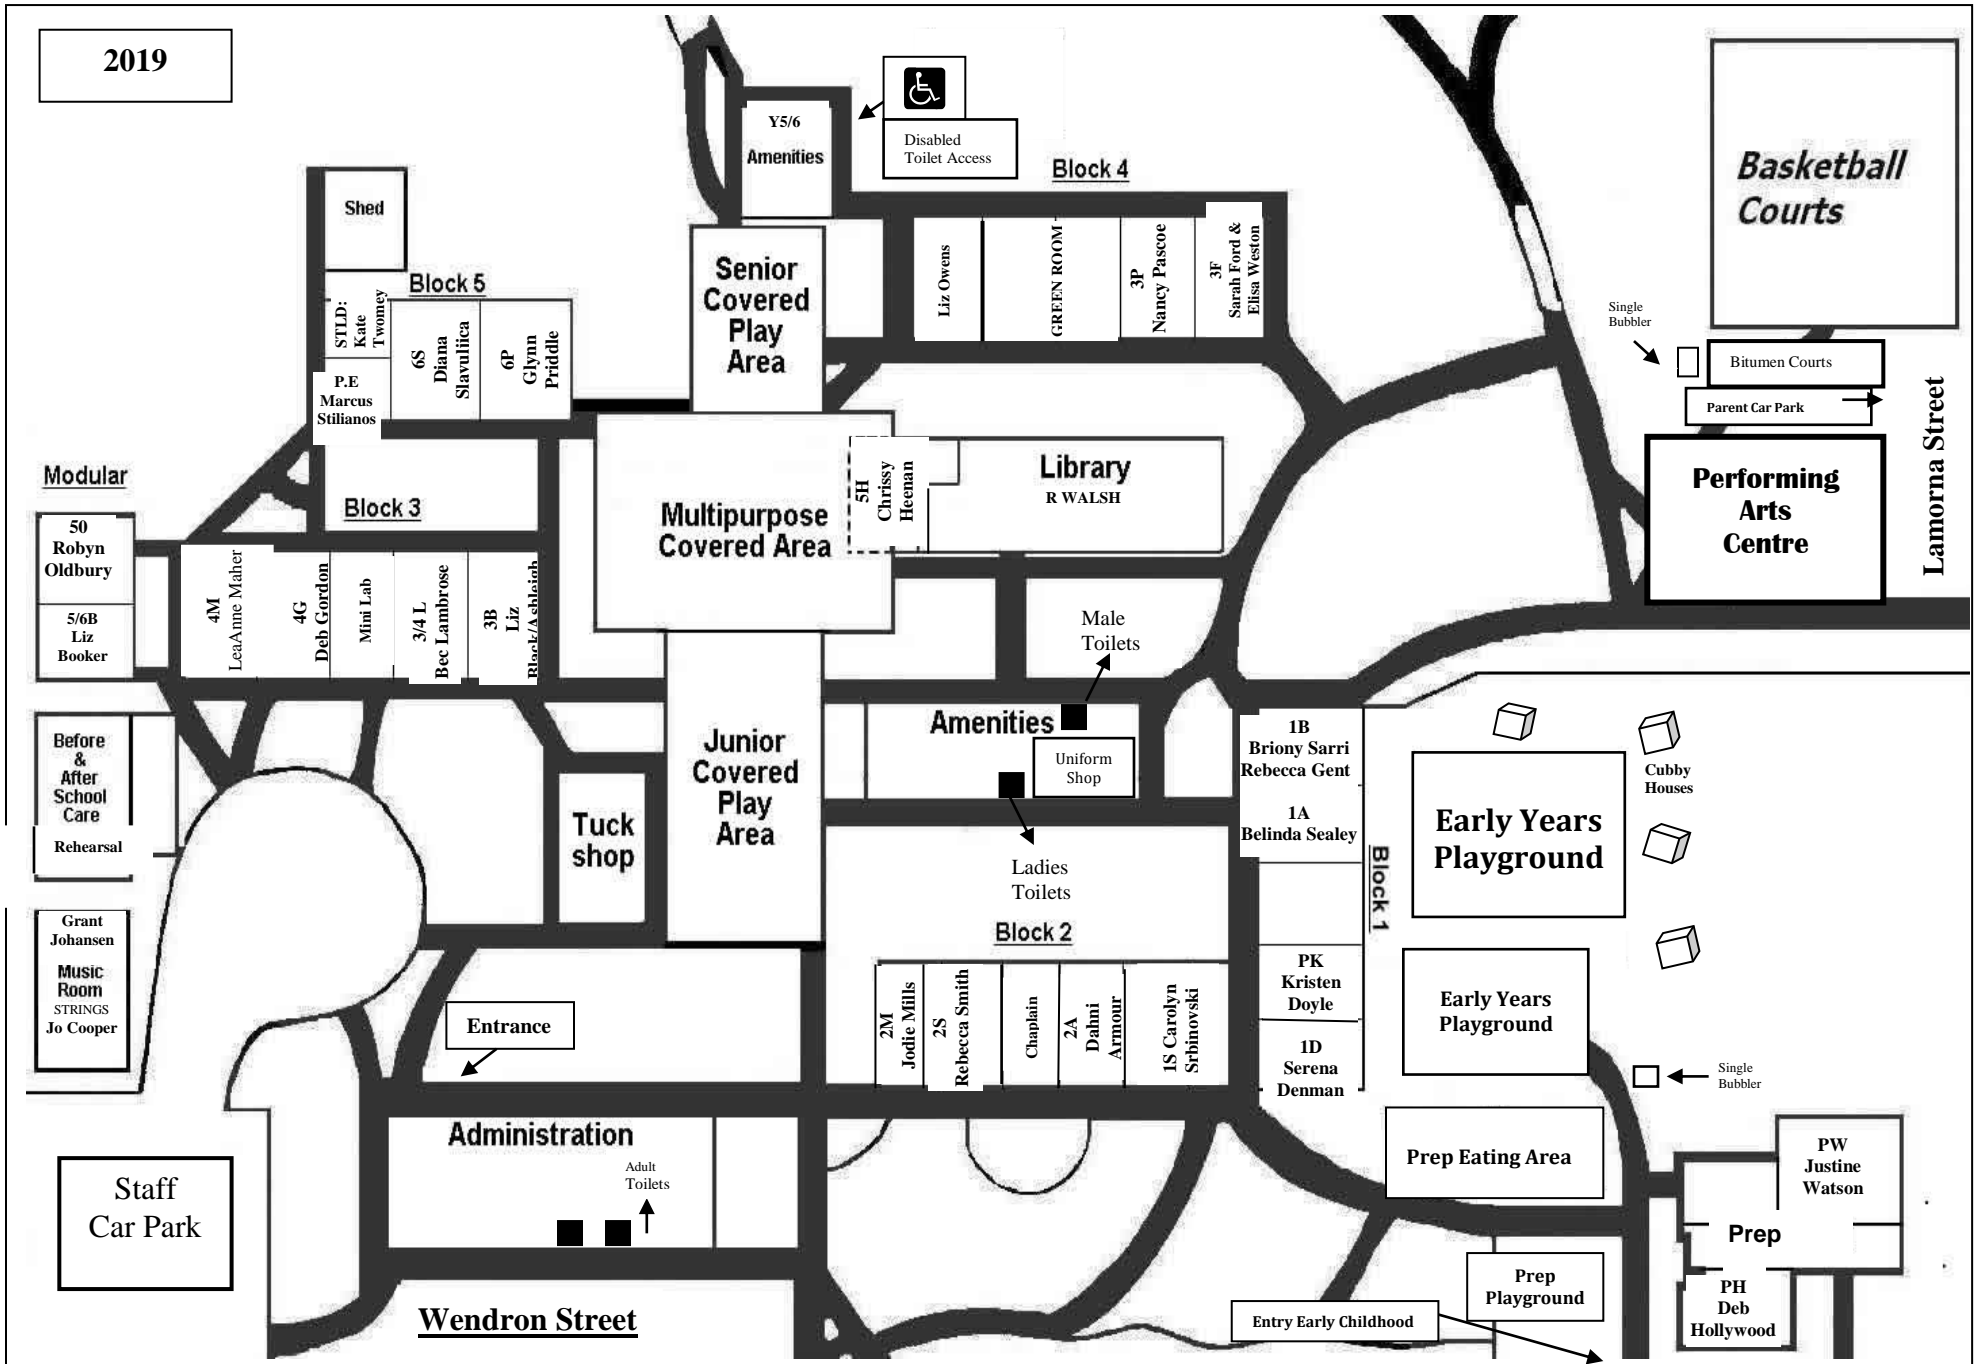 2019
Y5/6
Amenities
Disabled
Toilet Access
Block 4
Basketball
Courts
Shed
Block 5
STLD:
Kate
Twomey
6S
Diana
Slavuliica
6P
Glynn
Priddle
P.E
Marcus
Stilianos
Senior
Covered
Play
Area
Liz Owens
GREEN ROOM
3P
Nancy Pascoe
3F
Sarah Ford &
Elisa Weston
Single
Bubbler
Bitumen Courts
Parent Car Park
Lamorna Street
Performing
Arts
Centre
Modular
50
Robyn
Oldbury
5/6B
Liz
Booker
Block 3
4M
LeaAnne Maher
4G
Deb Gordon
Mini Lab
3/4 L
Bec Lambrose
3B
Liz
Black/Ashleigh
Multipurpose
Covered Area
5H
Chrissy
Heenan
Library
R WALSH
Male
Toilets
Amenities
Uniform
Shop
Ladies
Toilets
Before
&
After
School
Care
Rehearsal
Tuck
shop
Junior
Covered
Play
Area
1B
Briony Sarri
Rebecca Gent
1A
Belinda Sealey
Block 1
PK
Kristen
Doyle
1D
Serena
Denman
Cubby
Houses
Early Years
Playground
Early Years
Playground
Single
Bubbler
Grant
Johansen
Music
Room
STRINGS
Jo Cooper
Entrance
Block 2
2M
Jodie Mills
2S
Rebecca Smith
Chaplain
2A
Dahni
Armour
1S Carolyn
Srbinovski
Administration
Adult
Toilets
Staff
Car Park
Wendron Street
Prep Eating Area
Prep
Playground
Entry Early Childhood
PW
Justine
Watson
Prep
PH
Deb
Hollywood